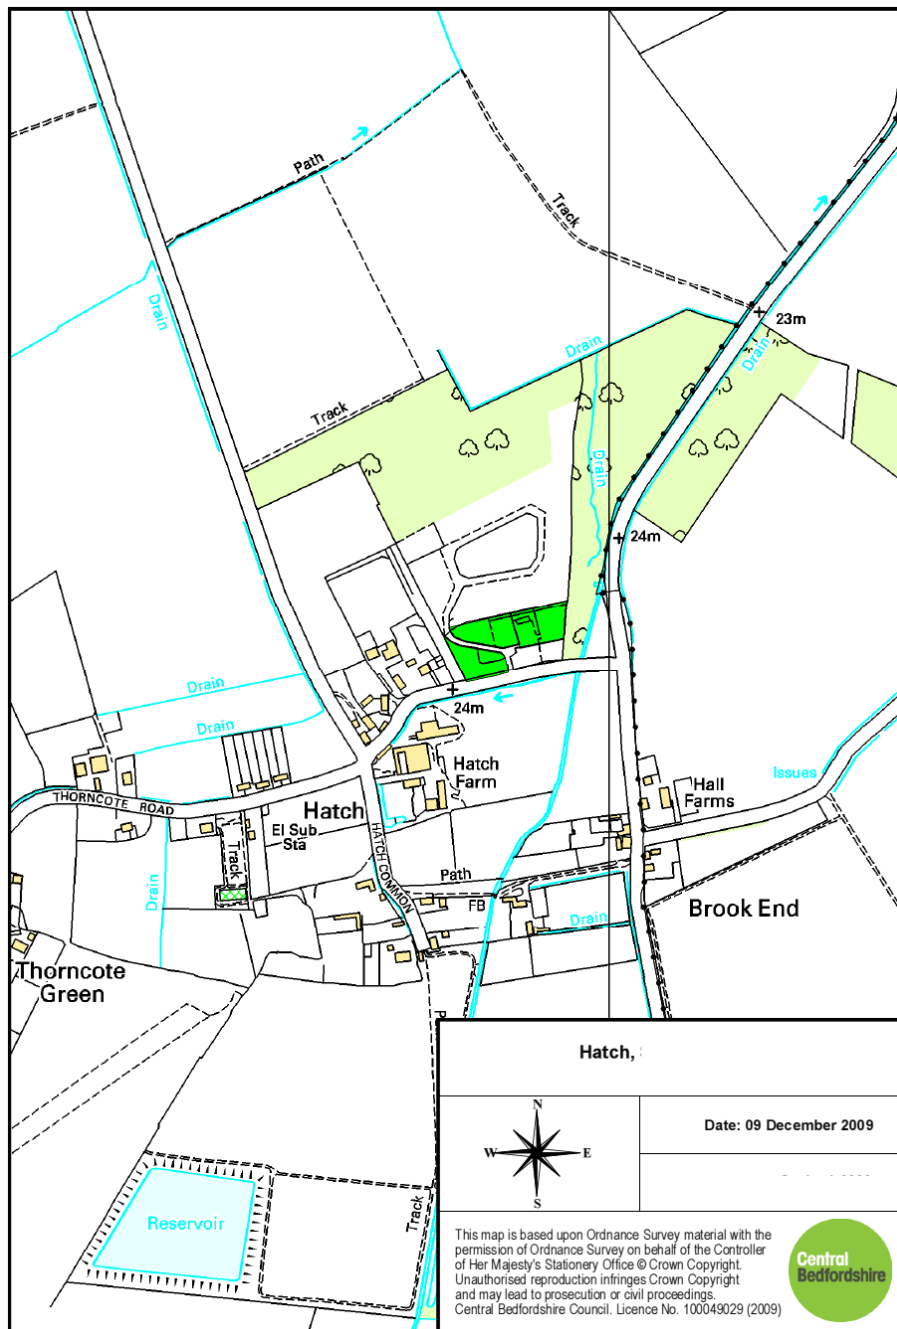 Path
Track
Drain
23m
Drain
Drain
Track
Drain
24m
Drain
24m
Drain
Hatch
Farm
Issues
Hall
Farms
THORNCOTE ROAD
Hatch
El Sub
Sta
HATCH COMMON
Track
Path
FB
Drain
Drain
Brook End
Thorncote
Green
P
Hatch,
N
W
E
S
Date: 09 December 2009
Reservoir
Track
This map is based upon Ordnance Survey material with the
permission of Ordnance Survey on behalf of the Controller
of Her Majesty's Stationery Office © Crown Copyright.
Unauthorised reproduction infringes Crown Copyright
and may lead to prosecution or civil proceedings.
Central Bedfordshire Council. Licence No. 100049029 (2009)
Central
Bedfordshire